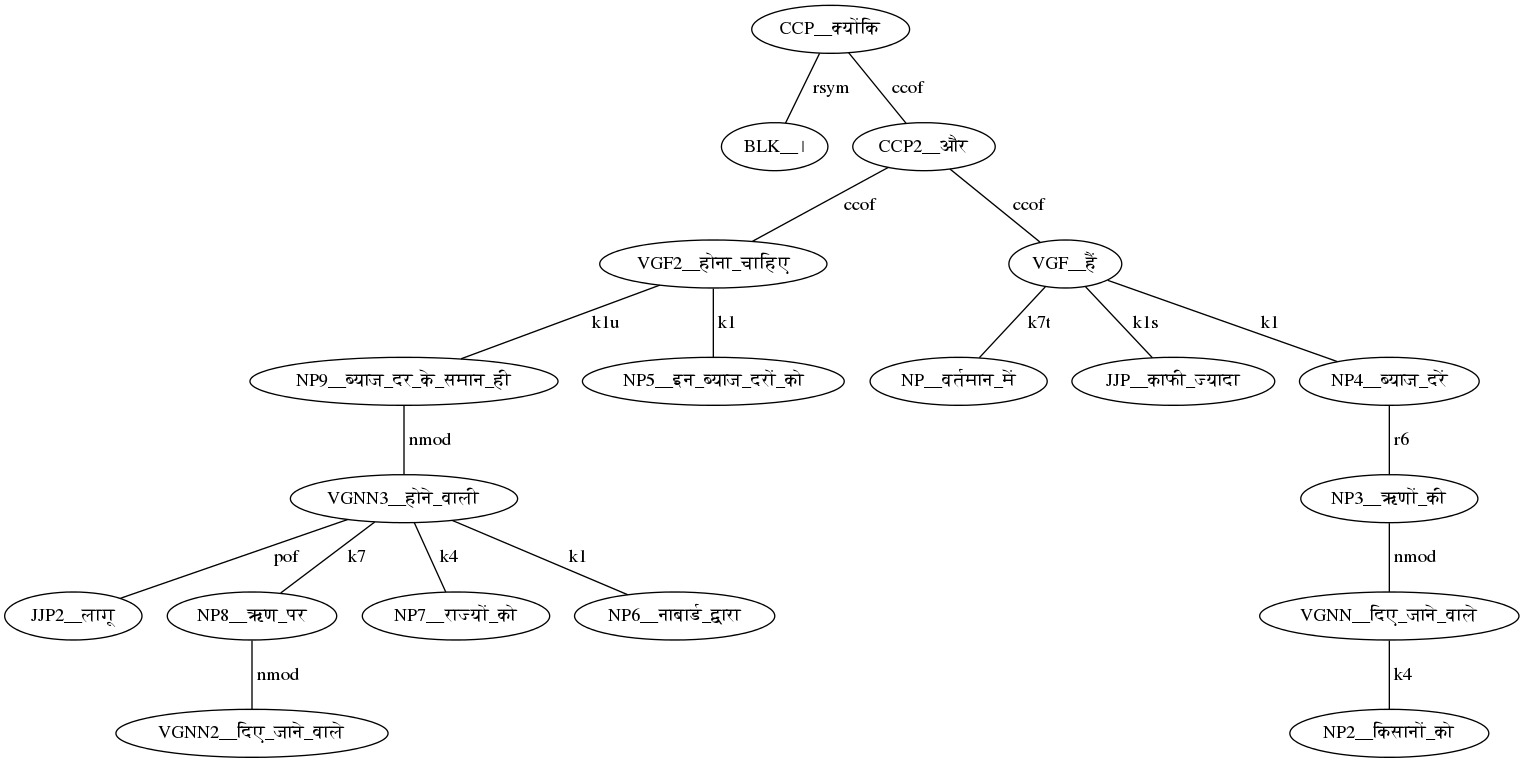 CCP__क्योंकि
rsym ccof
BLK__। CCP2__और
ccof ccof
VGF2__होना_चाहिए VGF__हैं
k1u k1 k7t k1s k1
NP9__ब्याज_दर_के_समान_ही NP5__इन_ब्याज_दरों_को NP__वर्तमान_में JJP__काफी_ज्यादा NP4__ब्याज_दरें
nmod r6
VGNN3__होने_वाली NP3__ऋणों_की
pof k7 k4 k1 nmod
JJP2__लागू NP8__ऋण_पर NP7__राज्यों_को NP6__नाबार्ड_द्वारा VGNN__दिए_जाने_वाले
nmod k4
VGNN2__दिए_जाने_वाले NP2__किसानों_को